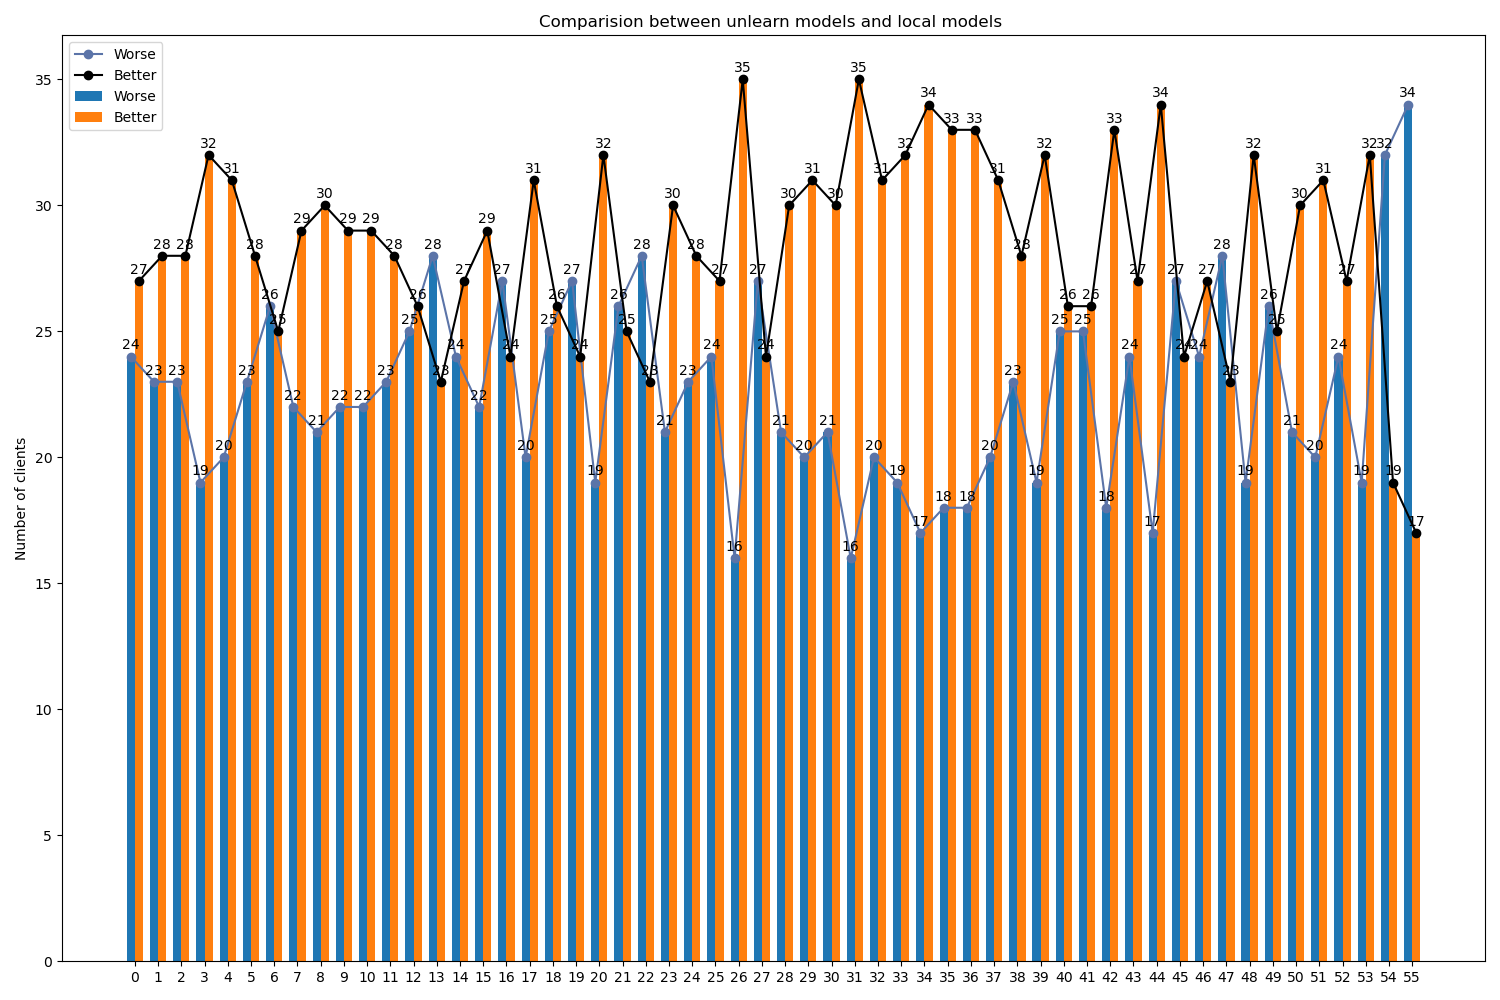 Comparision between unlearn models and local models
Worse
Better
Worse
Better
Number of clients
35
30
25
20
15
10
5
0
24 23 23 19 20 23 26 22 21 22 22 23 25 28 24 22 27 20 25 27 19 26 28 21 23 24 16 27 21 20 21 16 20 19 17 18 18 20 23 19 25 25 18 24 17 27 24 28 19 26 21 20 24 19 32 34
27 28 28 32 31 28 25 29 30 29 29 28 26 23 27 29 24 31 26 24 32 25 23 30 28 27 35 24 30 31 30 35 31 32 34 33 33 31 28 32 26 26 33 27 34 24 27 23 32 25 30 31 27 32 19 17
0 1 2 3 4 5 6 7 8 9 10 11 12 13 14 15 16 17 18 19 20 21 22 23 24 25 26 27 28 29 30 31 32 33 34 35 36 37 38 39 40 41 42 43 44 45 46 47 48 49 50 51 52 53 54 55